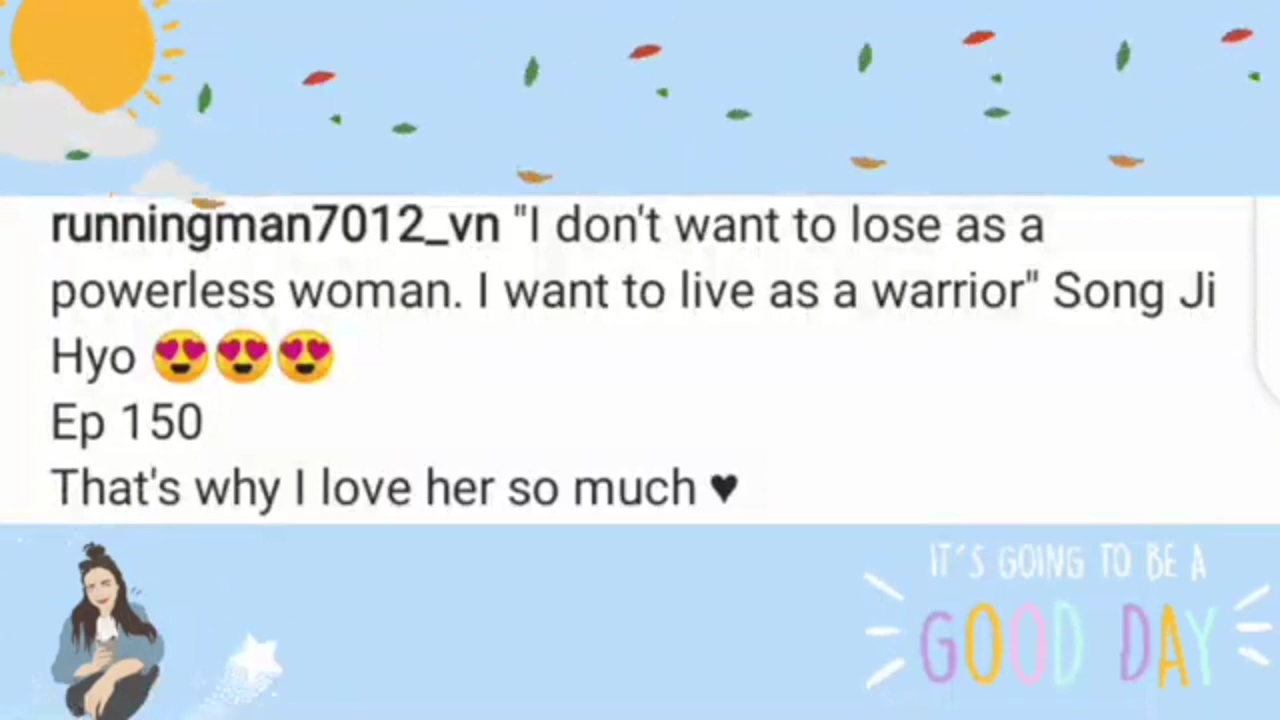 runningman7012_vn "I don't want to lose as a
powerless woman. I want to live as a warrior" Song Ji
Hyo 😍😍😍
Ep 150
That's why I love her so much ♥
IT'S GOING TO BE A
GOOD DAY